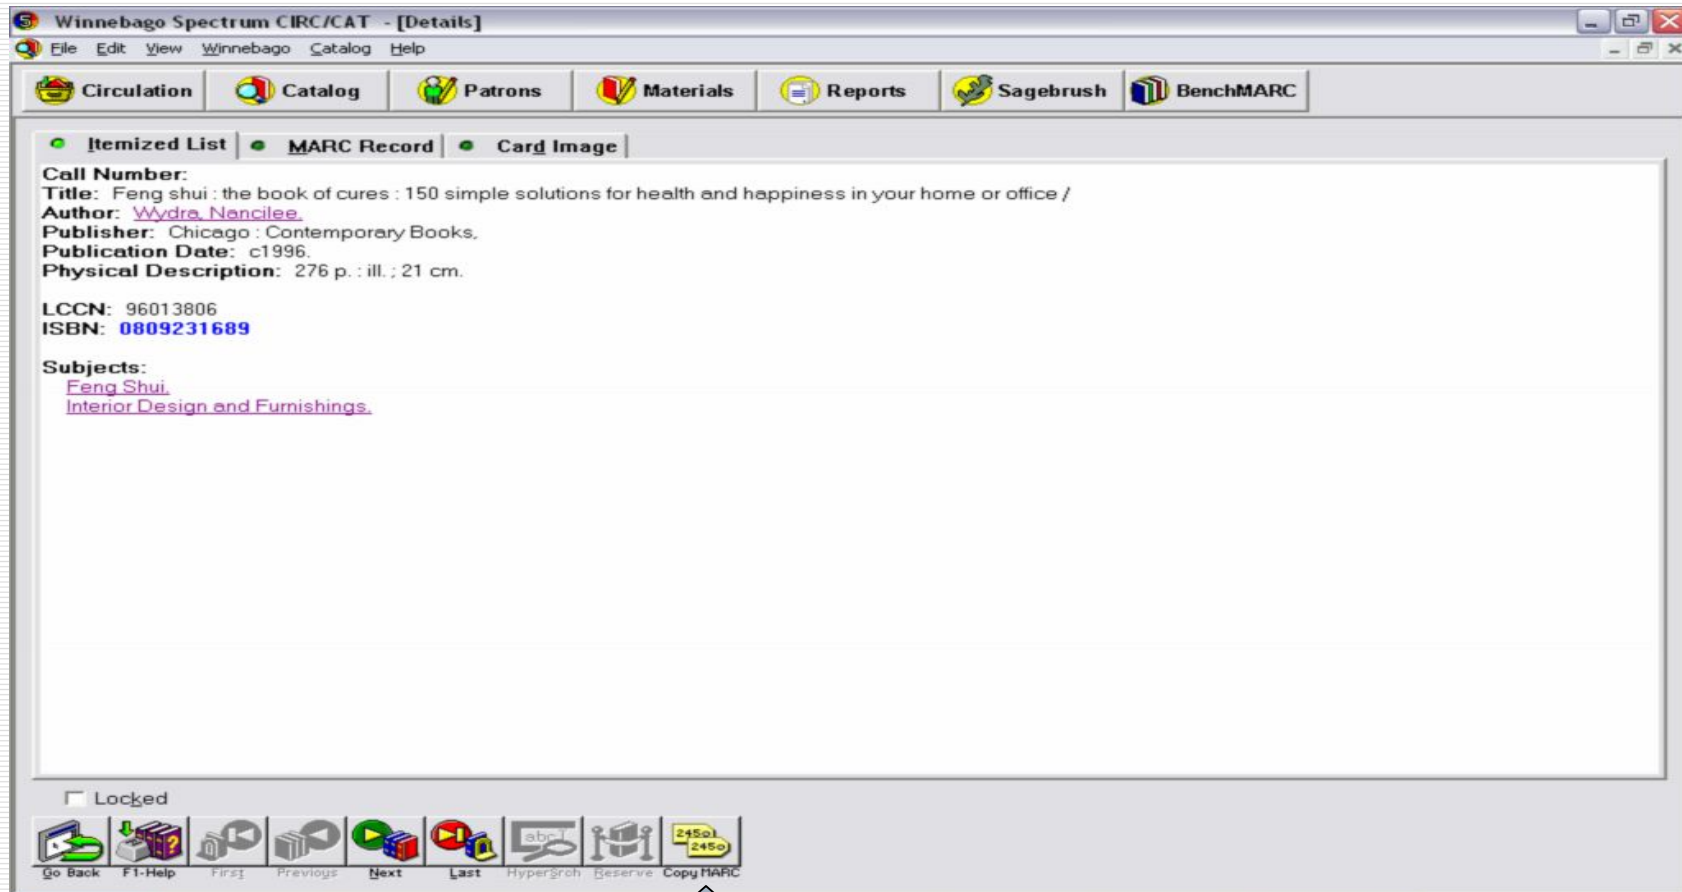 Winnebago Spectrum CIRC/CAT - [Details]
File Edit View Winnebago Catalog Help
Circulation Catalog Patrons Materials Reports Sagebrush BenchMARC
Itemized List MARC Record Card Image
Call Number:
Title: Feng shui : the book of cures : 150 simple solutions for health and happiness in your home or office /
Author: Wydra, Nancilee.
Publisher: Chicago : Contemporary Books,
Publication Date: c1996.
Physical Description: 276 p. : ill. ; 21 cm.
LCCN: 96013806
ISBN: 0809231689
Subjects:
Feng Shui.
Interior Design and Furnishings.
Locked
abc
245o
245o
Go Back F1-Help First Previous Next Last HyperSrch Reserve Copy MARC